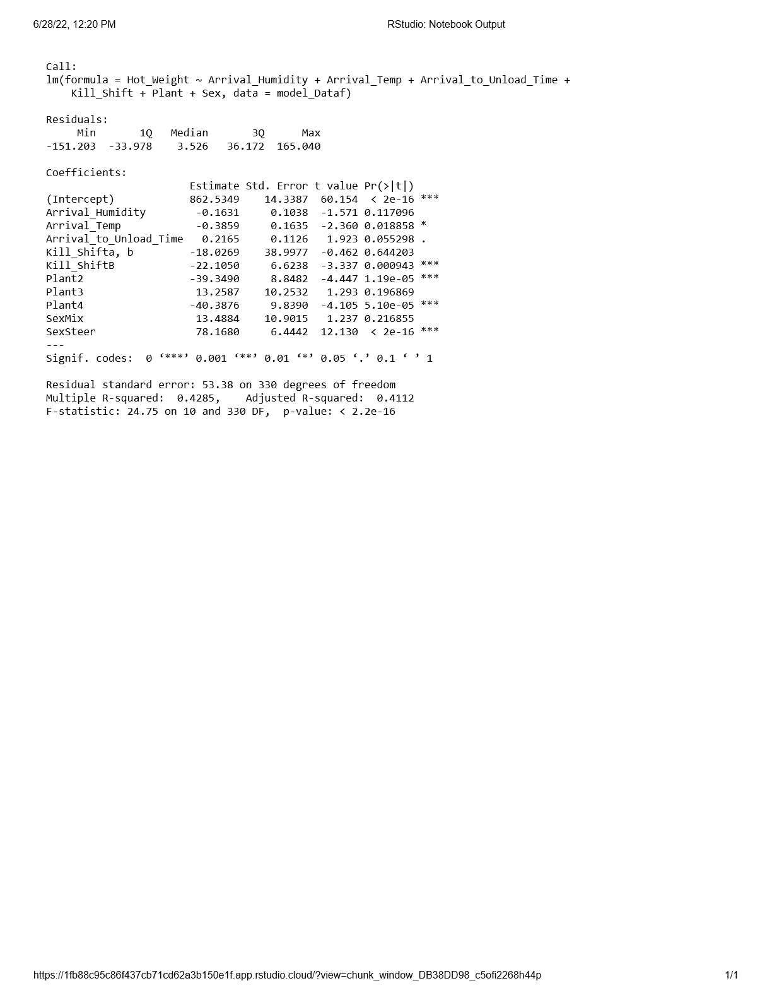 6/28/22, 12:20 PM RStudio: Notebook Output
Call:
lm(formula = Hot_Weight ~ Arrival_Humidity + Arrival_Temp + Arrival_to_Unload_Time +
    Kill_Shift + Plant + Sex, data = model_Dataf)
Residuals:
     Min       1Q   Median       3Q      Max
-151.203  -33.978    3.526   36.172  165.040
Coefficients:
                       Estimate Std. Error t value Pr(>|t|)
(Intercept)            862.5349    14.3387  60.154  < 2e-16 ***
Arrival_Humidity        -0.1631     0.1038  -1.571 0.117096
Arrival_Temp            -0.3859     0.1635  -2.360 0.018858 *
Arrival_to_Unload_Time   0.2165     0.1126   1.923 0.055298 .
Kill_Shifta, b         -18.0269    38.9977  -0.462 0.644203
Kill_ShiftB            -22.1050     6.6238  -3.337 0.000943 ***
Plant2                 -39.3490     8.8482  -4.447 1.19e-05 ***
Plant3                  13.2587    10.2532   1.293 0.196869
Plant4                 -40.3876     9.8390  -4.105 5.10e-05 ***
SexMix                  13.4884    10.9015   1.237 0.216855
SexSteer                78.1680     6.4442  12.130  < 2e-16 ***
---
Signif. codes:  0 ‘***’ 0.001 ‘**’ 0.01 ‘*’ 0.05 ‘.’ 0.1 ‘ ’ 1
Residual standard error: 53.38 on 330 degrees of freedom
Multiple R-squared:  0.4285,    Adjusted R-squared:  0.4112
F-statistic: 24.75 on 10 and 330 DF,  p-value: < 2.2e-16
https://1fb88c95c86f437cb71cd62a3b150e1f.app.rstudio.cloud/?view=chunk_window_DB38DD98_c5ofi2268h44p 1/1